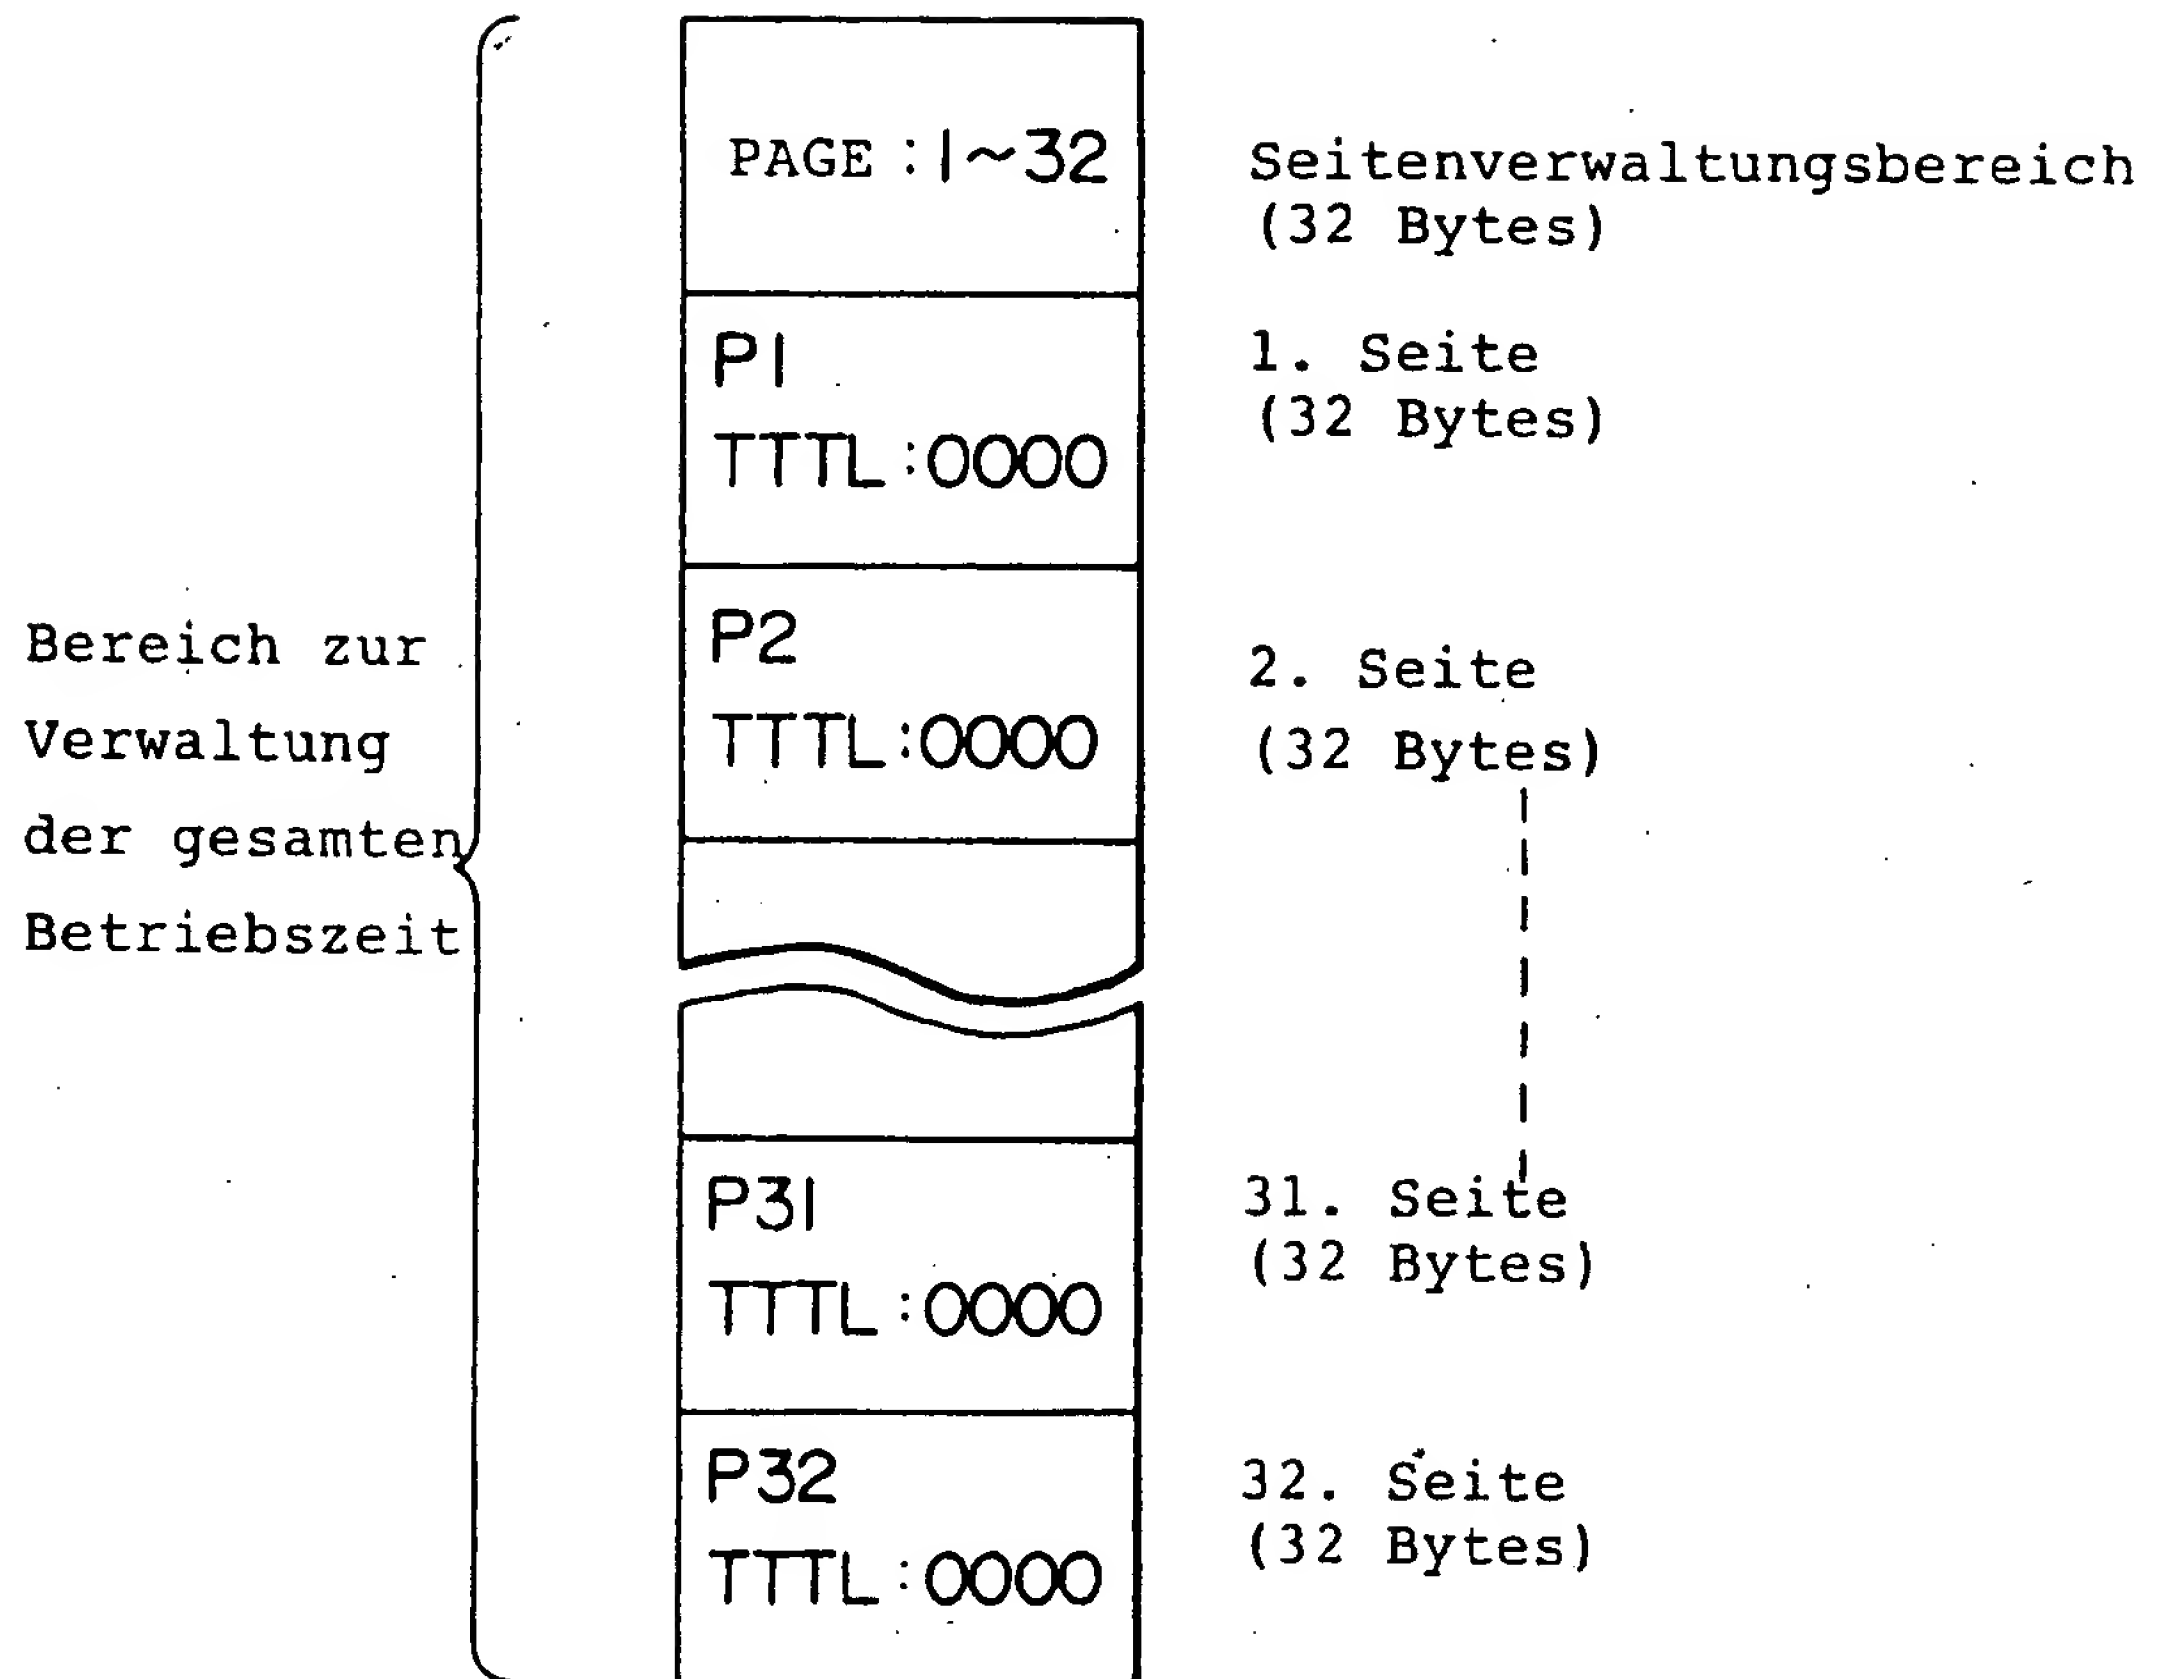 PAGE : 1~32
Seitenverwaltungsbereich
(32 Bytes)
P1
TTTL : 0000
1. Seite
(32 Bytes)
P2
TTTL : 0000
2. Seite
(32 Bytes)
Bereich zur
Verwaltung
der gesamten
Betriebszeit
P31
TTTL : 0000
31. Seite
(32 Bytes)
P32
TTTL : 0000
32. Seite
(32 Bytes)